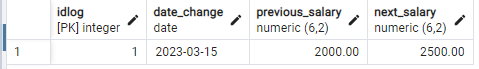 idlog date_change previous_salary next_salary
[PK] integer date numeric (6,2) numeric (6,2)
1 1 2023-03-15 2000.00 2500.00